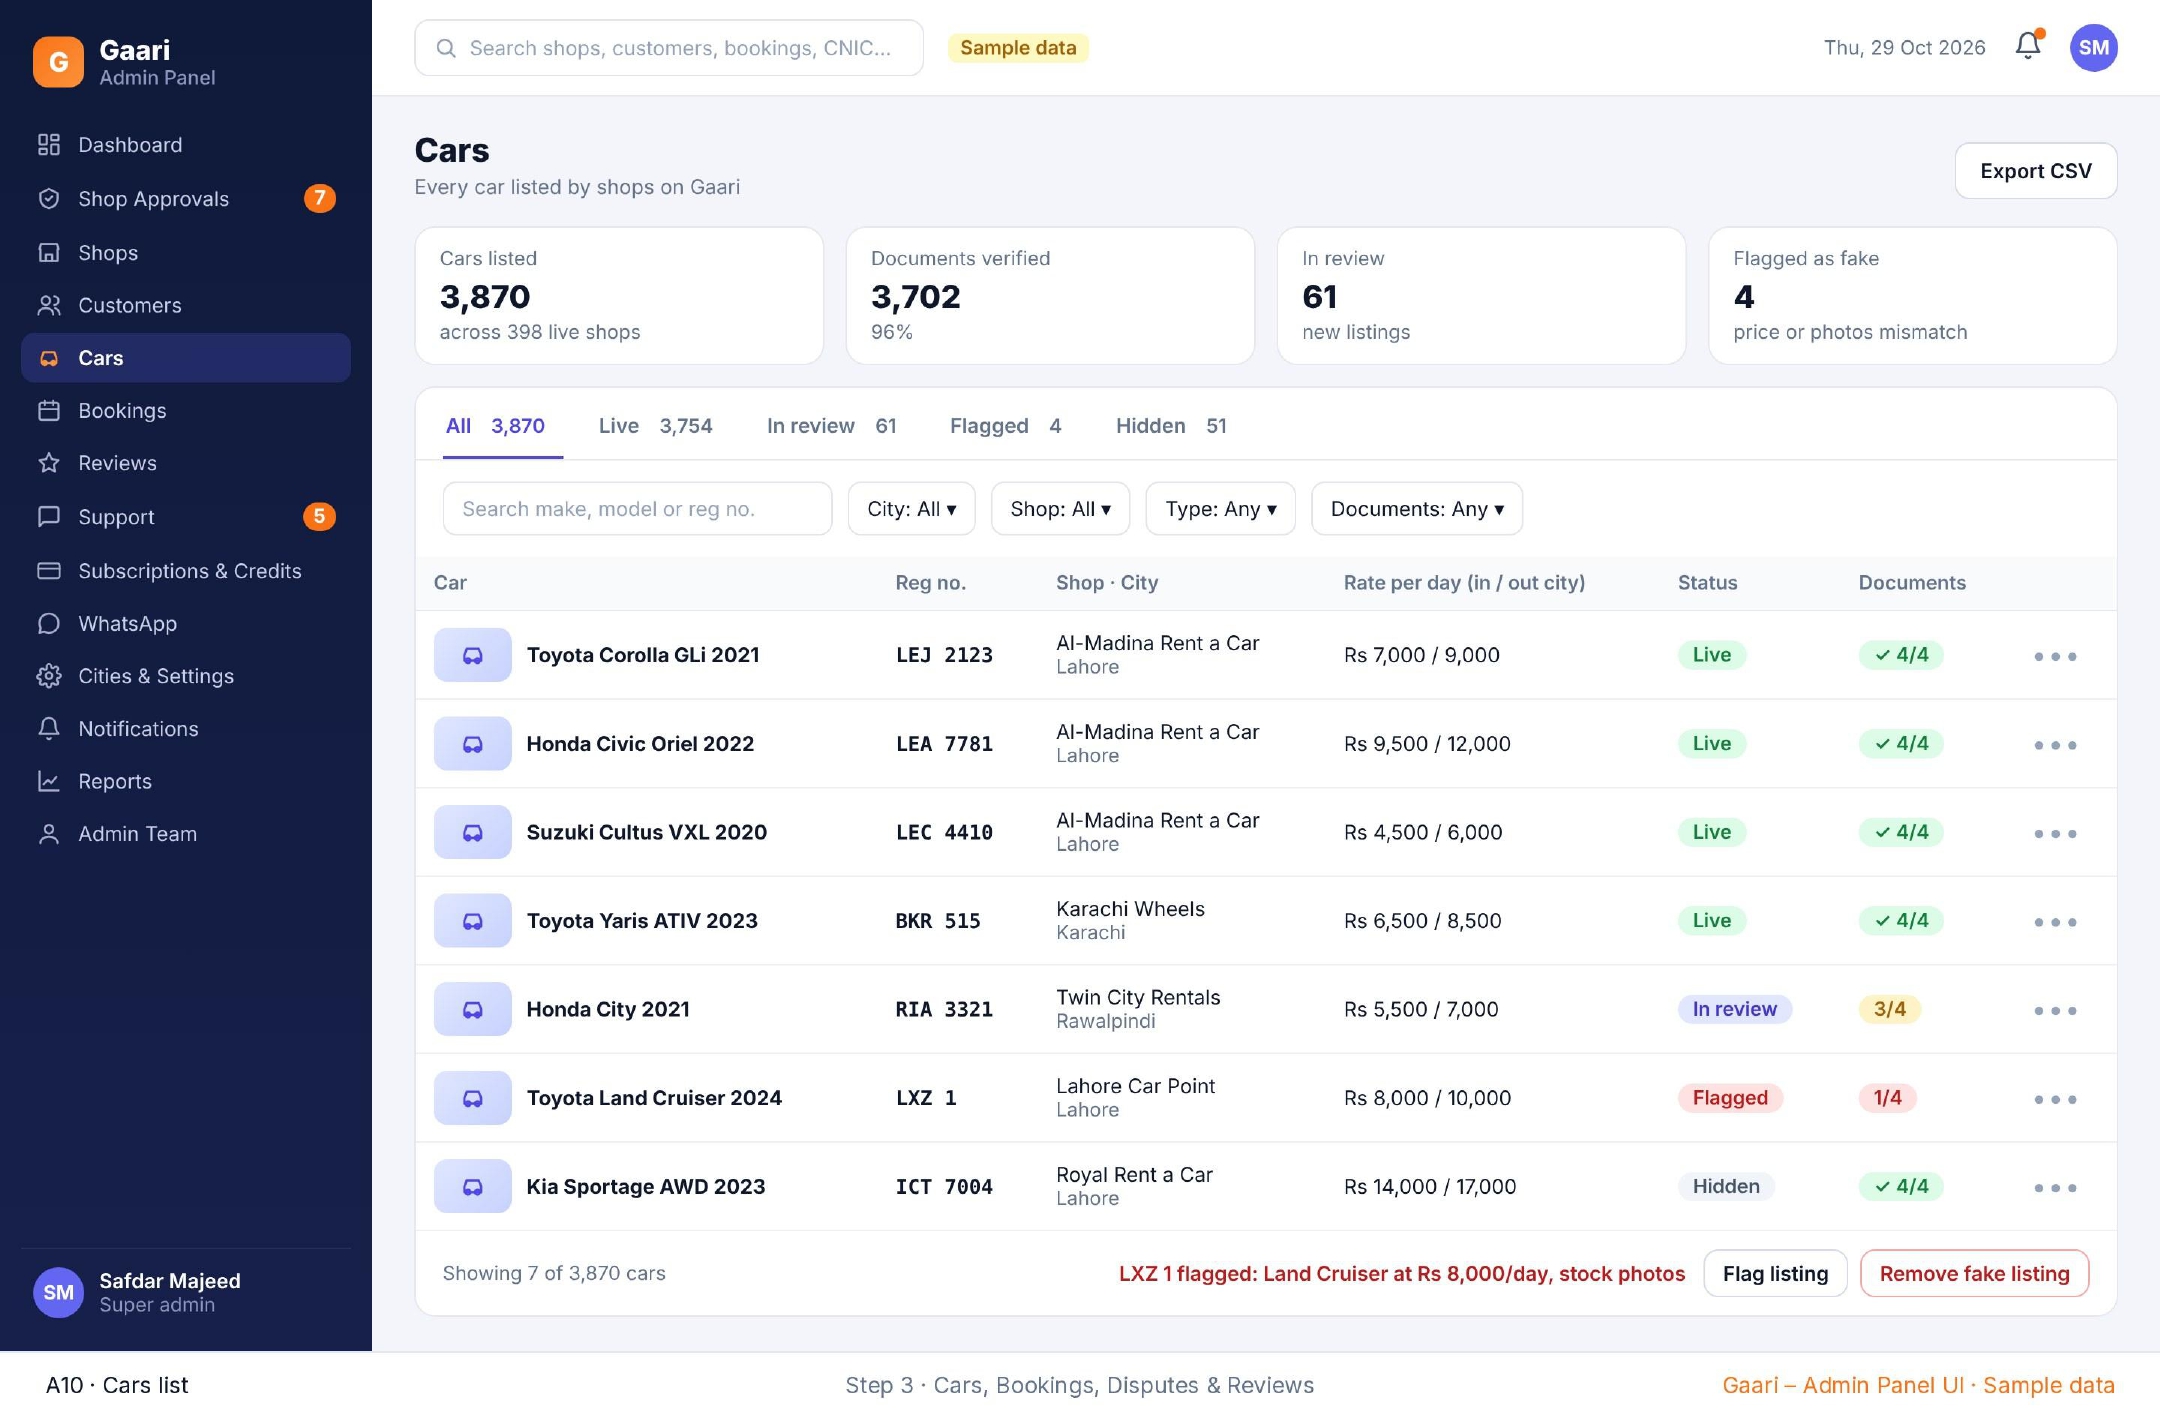 G
Gaari
Admin Panel
Dashboard
Shop Approvals 7
Shops
Customers
Cars
Bookings
Reviews
Support 5
Subscriptions & Credits
WhatsApp
Cities & Settings
Notifications
Reports
Admin Team
SM
Safdar Majeed
Super admin
Search shops, customers, bookings, CNIC...
Sample data
Thu, 29 Oct 2026
SM
Cars
Every car listed by shops on Gaari
Export CSV
Cars listed
3,870
across 398 live shops
Documents verified
3,702
96%
In review
61
new listings
Flagged as fake
4
price or photos mismatch
All 3,870 Live 3,754 In review 61 Flagged 4 Hidden 51
Search make, model or reg no. City: All ▾ Shop: All ▾ Type: Any ▾ Documents: Any ▾
Car Reg no. Shop · City Rate per day (in / out city) Status Documents
Toyota Corolla GLi 2021 LEJ 2123 Al-Madina Rent a Car Rs 7,000 / 9,000 Live ✓ 4/4
Lahore
Honda Civic Oriel 2022 LEA 7781 Al-Madina Rent a Car Rs 9,500 / 12,000 Live ✓ 4/4
Lahore
Suzuki Cultus VXL 2020 LEC 4410 Al-Madina Rent a Car Rs 4,500 / 6,000 Live ✓ 4/4
Lahore
Toyota Yaris ATIV 2023 BKR 515 Karachi Wheels Rs 6,500 / 8,500 Live ✓ 4/4
Karachi
Honda City 2021 RIA 3321 Twin City Rentals Rs 5,500 / 7,000 In review 3/4
Rawalpindi
Toyota Land Cruiser 2024 LXZ 1 Lahore Car Point Rs 8,000 / 10,000 Flagged 1/4
Lahore
Kia Sportage AWD 2023 ICT 7004 Royal Rent a Car Rs 14,000 / 17,000 Hidden ✓ 4/4
Lahore
Showing 7 of 3,870 cars LXZ 1 flagged: Land Cruiser at Rs 8,000/day, stock photos Flag listing Remove fake listing
A10 · Cars list Step 3 · Cars, Bookings, Disputes & Reviews Gaari – Admin Panel UI · Sample data